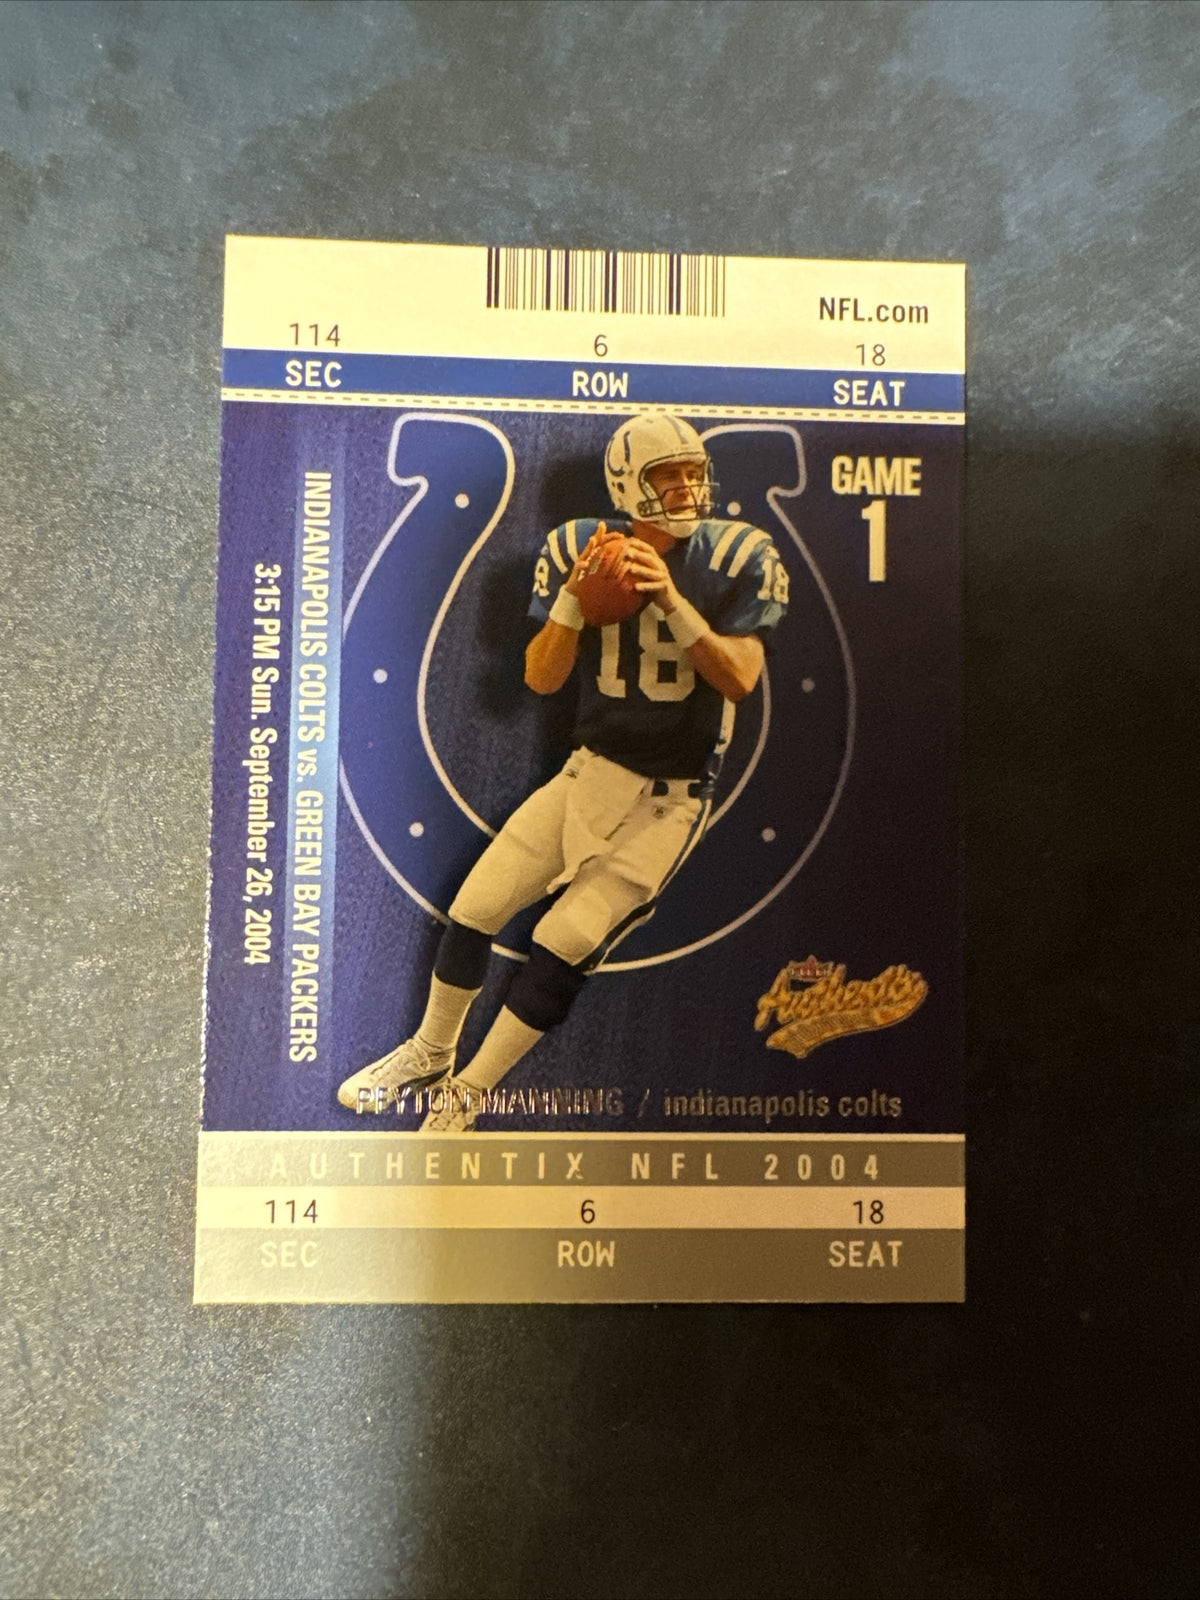 NFL.com
114 6 18
SEC ROW SEAT
GAME
1
INDIANAPOLIS COLTS vs. GREEN BAY PACKERS
3:15 PM Sun. September 26, 2004
18
18
18
Authentix
PEYTON MANNING / indianapolis colts
AUTHENTIX NFL 2004
114 6 18
SEC ROW SEAT